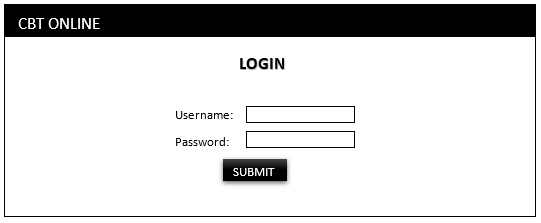 CBT ONLINE
LOGIN
Username:
Password:
SUBMIT